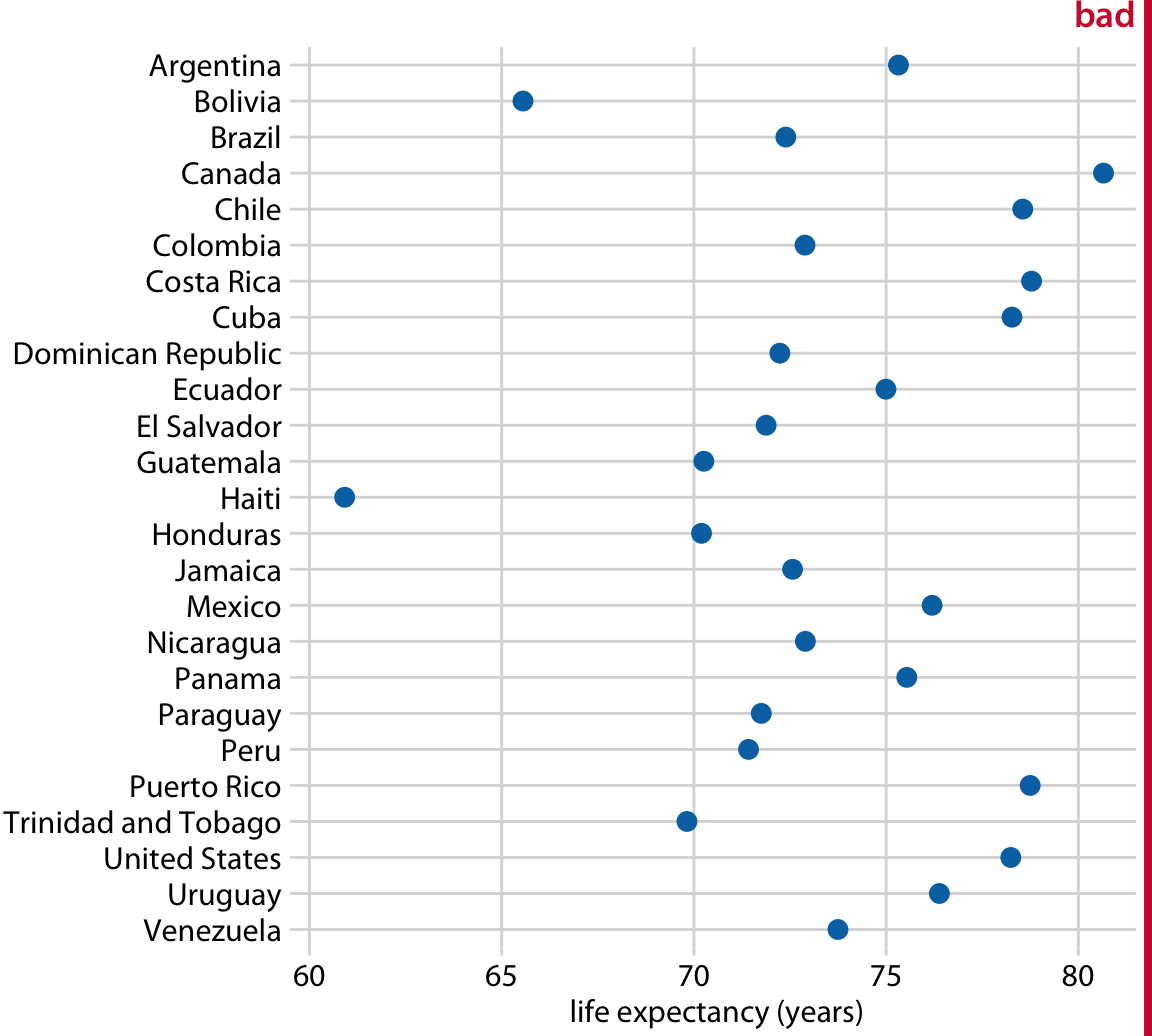 bad
Argentina
Bolivia
Brazil
Canada
Chile
Colombia
Costa Rica
Cuba
Dominican Republic
Ecuador
El Salvador
Guatemala
Haiti
Honduras
Jamaica
Mexico
Nicaragua
Panama
Paraguay
Peru
Puerto Rico
Trinidad and Tobago
United States
Uruguay
Venezuela
60 65 70 75 80
life expectancy (years)